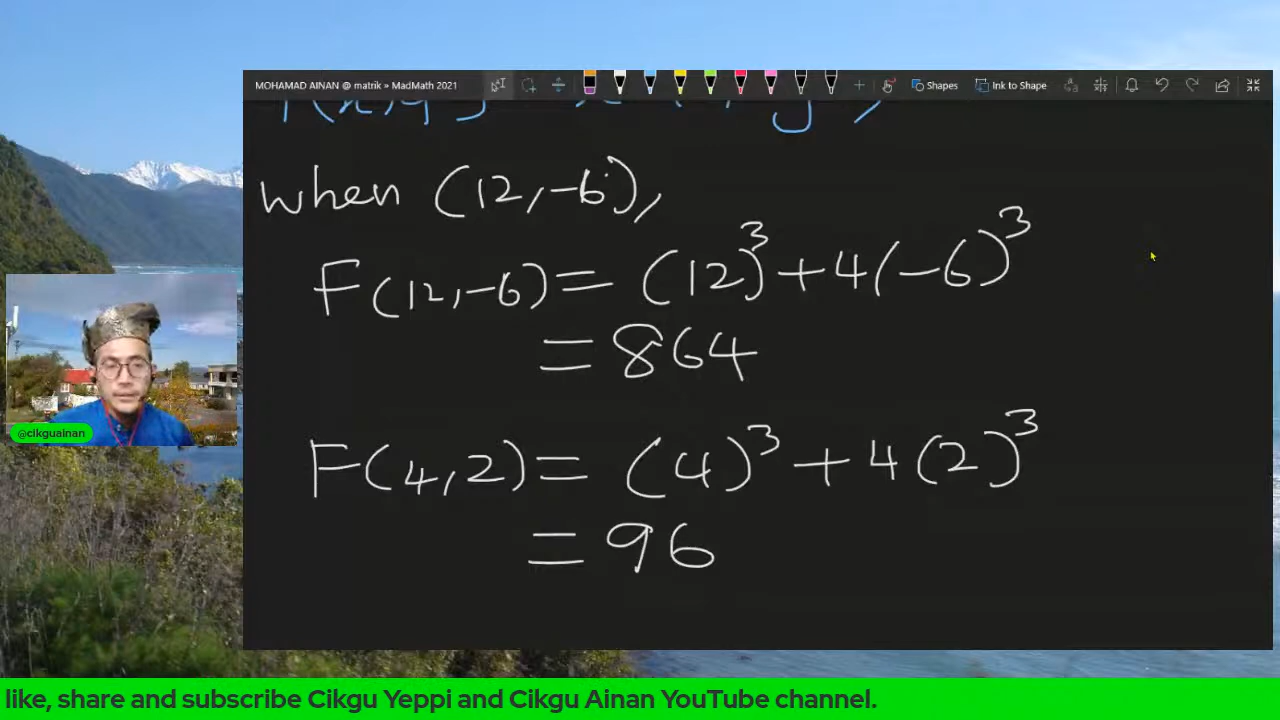 MOHAMAD AINAN @ matrik » MadMath 2021
Shapes
Ink to Shape
when (12,-6),
F(12,-6) = (12)³ + 4(-6)³
= 864
F(4,2) = (4)³ + 4(2)³
= 96
@cikguainan
like, share and subscribe Cikgu Yeppi and Cikgu Ainan YouTube channel.